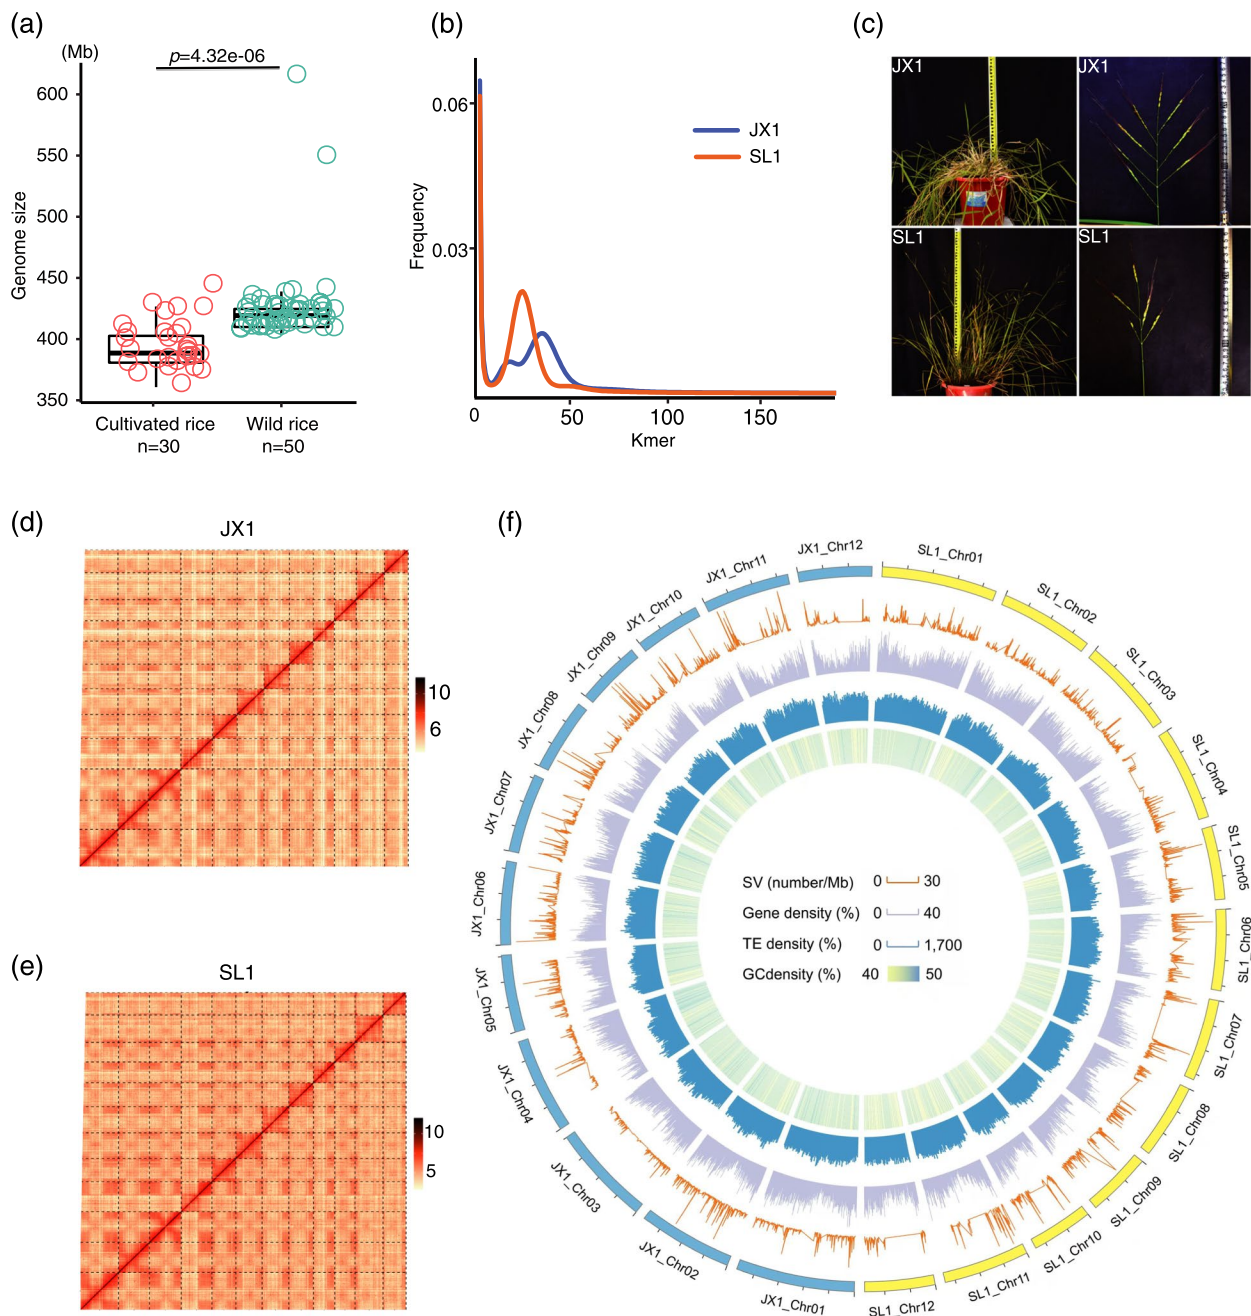 (a)
(Mb)
p=4.32e-06
600
550
500
450
400
350
Genome size
Cultivated rice
n=30
Wild rice
n=50
(b)
0.06
0.03
Frequency
JX1
SL1
0
50
100
150
Kmer
(c)
JX1
JX1
SL1
SL1
(d)
JX1
10
6
(e)
SL1
10
5
(f)
SL1_Chr01
SL1_Chr02
SL1_Chr03
SL1_Chr04
SL1_Chr05
SL1_Chr06
SL1_Chr07
SL1_Chr08
SL1_Chr09
SL1_Chr10
SL1_Chr11
SL1_Chr12
JX1_Chr01
JX1_Chr02
JX1_Chr03
JX1_Chr04
JX1_Chr05
JX1_Chr06
JX1_Chr07
JX1_Chr08
JX1_Chr09
JX1_Chr10
JX1_Chr11
JX1_Chr12
SV (number/Mb) 0 30
Gene density (%) 0 40
TE density (%) 0 1,700
GCdensity (%) 40 50